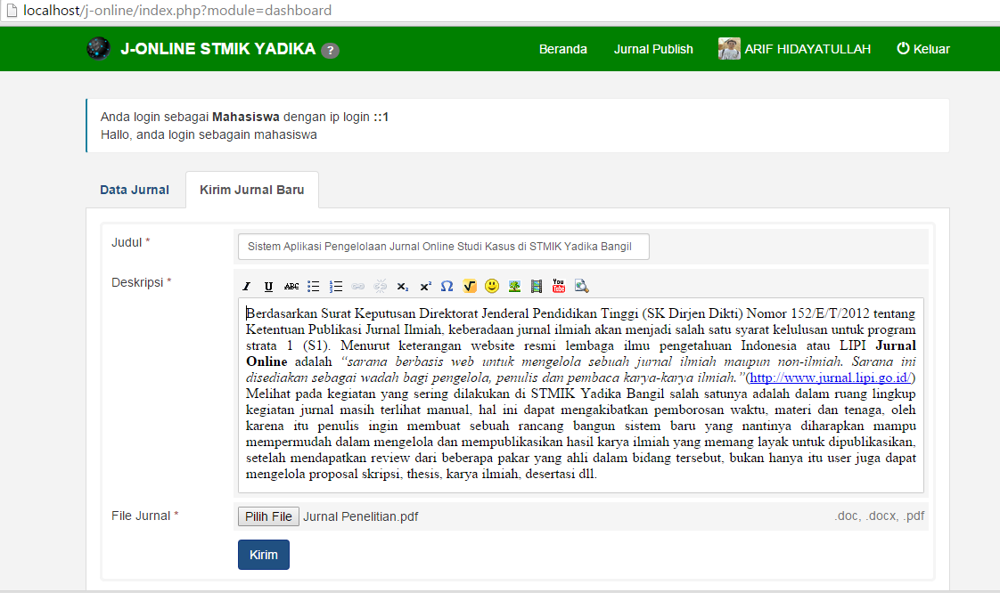 localhost/j-online/index.php?module=dashboard
J-ONLINE STMIK YADIKA ?
Beranda Jurnal Publish ARIF HIDAYATULLAH Keluar
Anda login sebagai Mahasiswa dengan ip login ::1
Hallo, anda login sebagain mahasiswa
Data Jurnal Kirim Jurnal Baru
Judul *
Sistem Aplikasi Pengelolaan Jurnal Online Studi Kasus di STMIK Yadika Bangil
Deskripsi *
I U ABC x₂ x² Ω √ You Tube
Berdasarkan Surat Keputusan Direktorat Jenderal Pendidikan Tinggi (SK Dirjen Dikti) Nomor 152/E/T/2012 tentang
Ketentuan Publikasi Jurnal Ilmiah, keberadaan jurnal ilmiah akan menjadi salah satu syarat kelulusan untuk program
strata 1 (S1). Menurut keterangan website resmi lembaga ilmu pengetahuan Indonesia atau LIPI Jurnal
Online adalah “sarana berbasis web untuk mengelola sebuah jurnal ilmiah maupun non-ilmiah. Sarana ini
disediakan sebagai wadah bagi pengelola, penulis dan pembaca karya-karya ilmiah.”(http://www.jurnal.lipi.go.id/)
Melihat pada kegiatan yang sering dilakukan di STMIK Yadika Bangil salah satunya adalah dalam ruang lingkup
kegiatan jurnal masih terlihat manual, hal ini dapat mengakibatkan pemborosan waktu, materi dan tenaga, oleh
karena itu penulis ingin membuat sebuah rancang bangun sistem baru yang nantinya diharapkan mampu
mempermudah dalam mengelola dan mempublikasikan hasil karya ilmiah yang memang layak untuk dipublikasikan,
setelah mendapatkan review dari beberapa pakar yang ahli dalam bidang tersebut, bukan hanya itu user juga dapat
mengelola proposal skripsi, thesis, karya ilmiah, desertasi dll.
File Jurnal *
Pilih File Jurnal Penelitian.pdf .doc, .docx, .pdf
Kirim